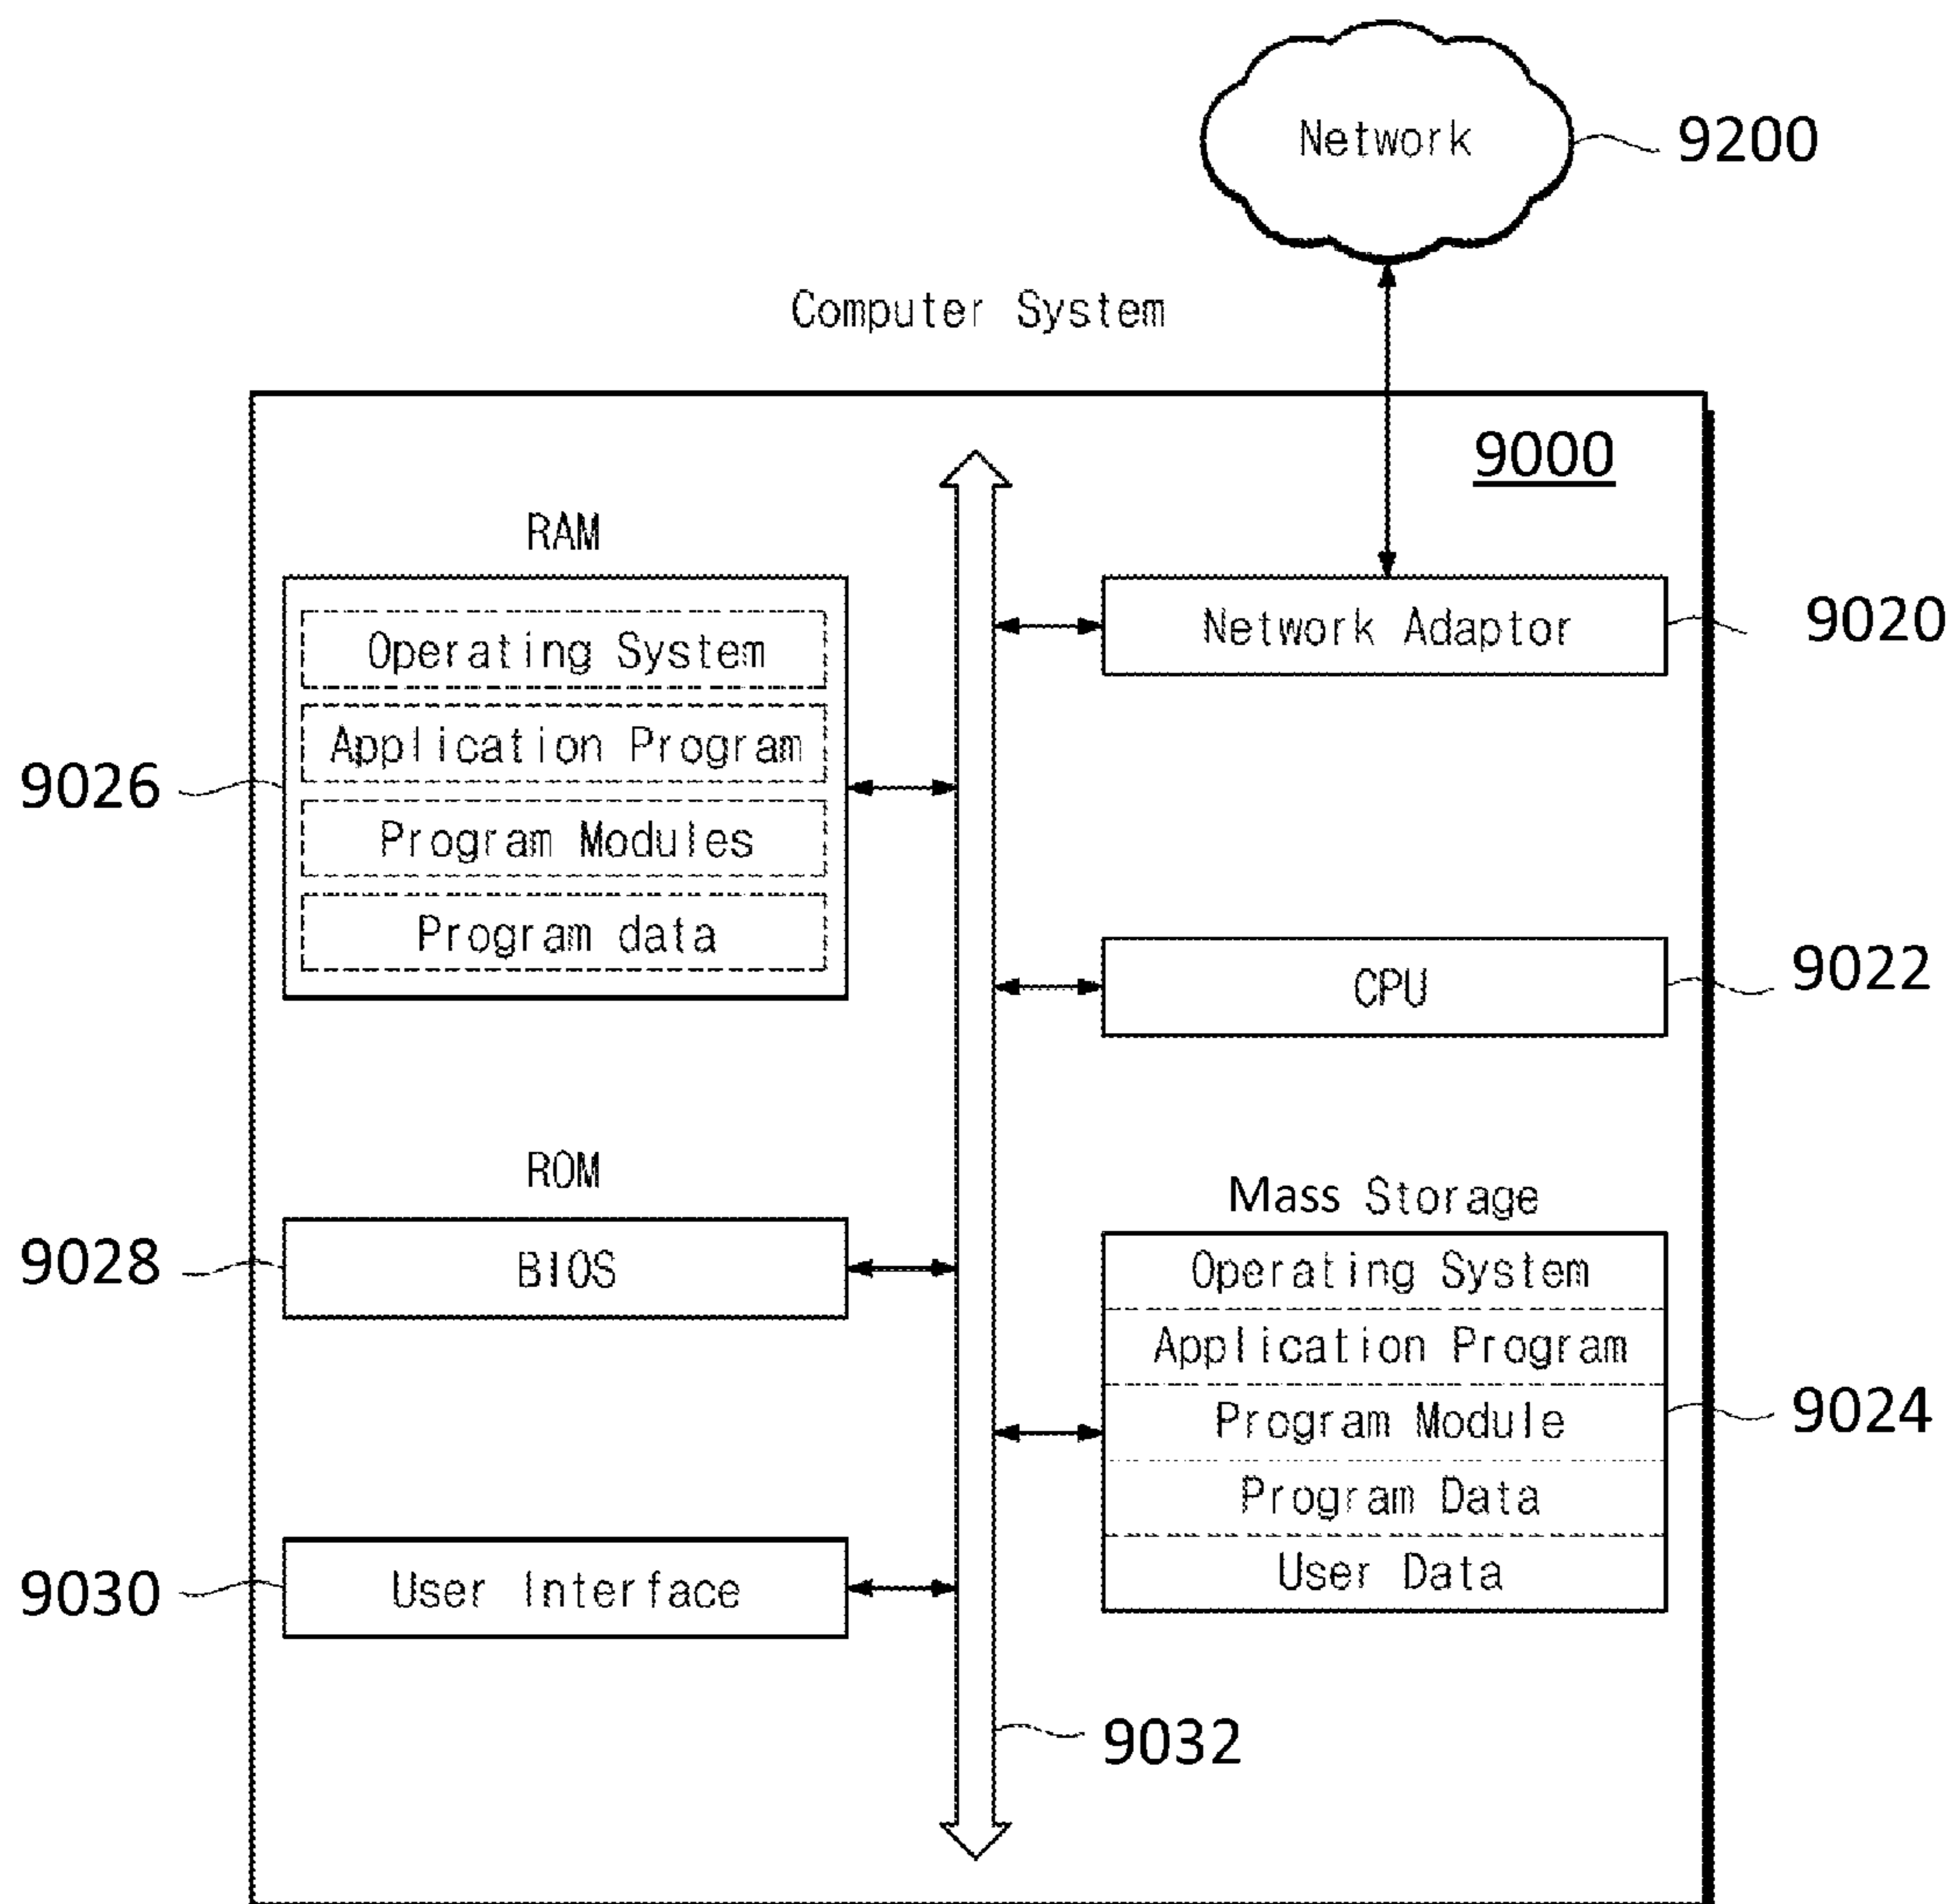 Network
9200
Computer System
9000
RAM
Operating System
Application Program
Program Modules
Program data
9026
Network Adaptor
9020
CPU
9022
ROM
BIOS
9028
Mass Storage
Operating System
Application Program
Program Module
Program Data
User Data
9024
User Interface
9030
9032